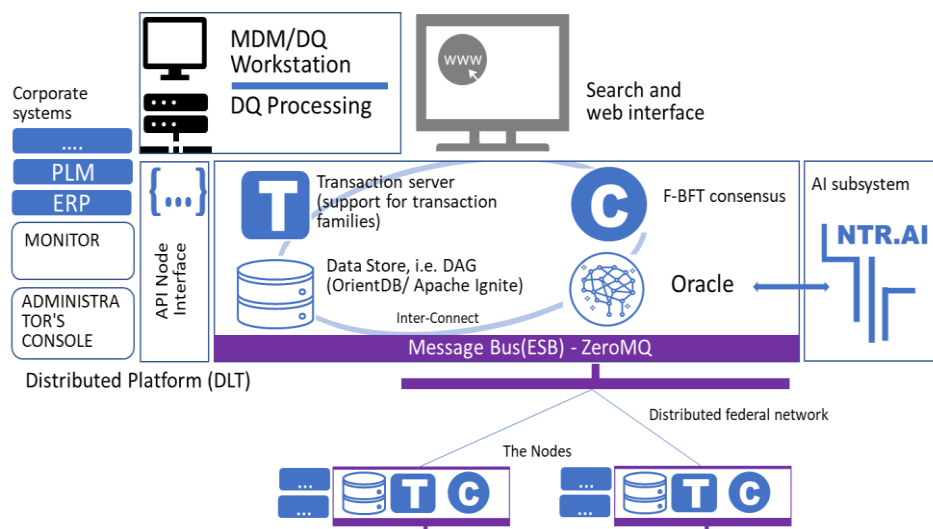 MDM/DQ
Workstation
DQ Processing
www
Search and
web interface
Corporate
systems
....
PLM
ERP
MONITOR
ADMINISTRA
TOR'S
CONSOLE
{...}
API Node
Interface
T
Transaction server
(support for transaction
families)
C
F-BFT consensus
Data Store, i.e. DAG
(OrientDB/ Apache Ignite)
Oracle
Inter-Connect
AI subsystem
NTR.AI
Message Bus(ESB) - ZeroMQ
Distributed Platform (DLT)
Distributed federal network
The Nodes
...
...
T
C
...
...
T
C